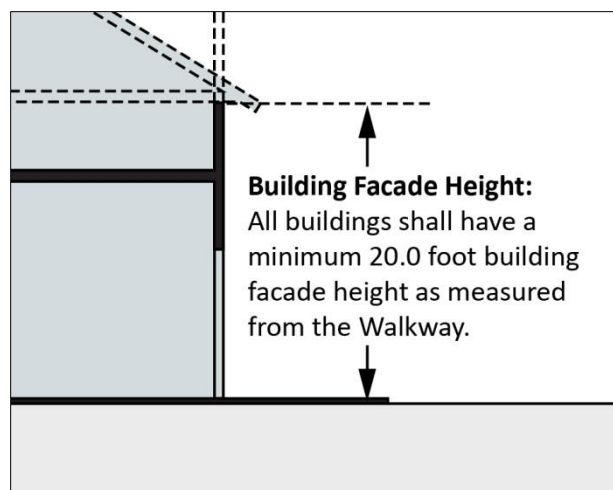 Building Facade Height:
All buildings shall have a
minimum 20.0 foot building
facade height as measured
from the Walkway.